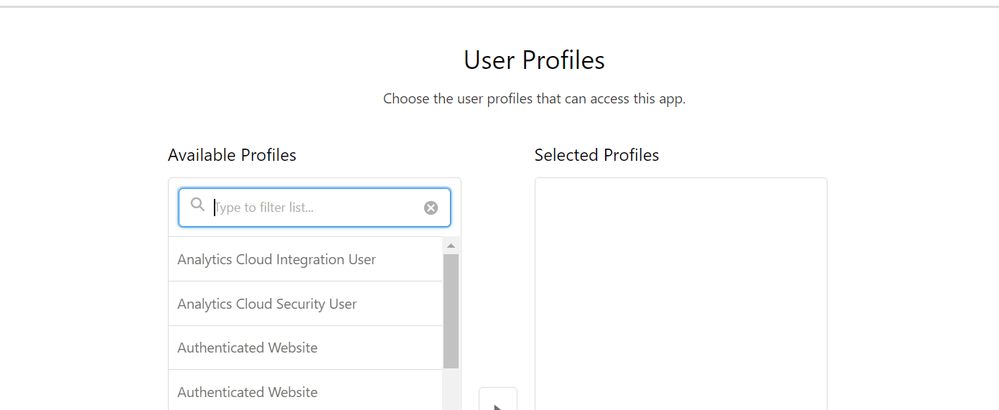 User Profiles
Choose the user profiles that can access this app.
Available Profiles
Selected Profiles
Type to filter list...
Analytics Cloud Integration User
Analytics Cloud Security User
Authenticated Website
Authenticated Website